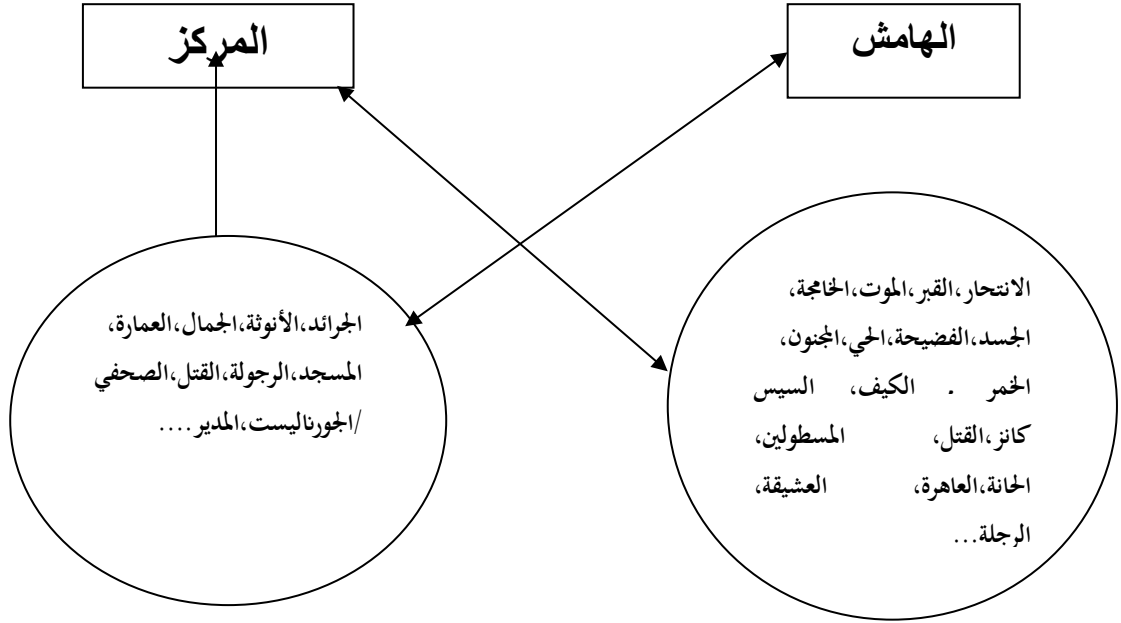 الهامش
المركز
الانتحار،القبر،الموت،الخامجة،
الجسد،الفضيحة،الحي،المجنون،
الخمر . الكيف، السيس
كانز،القتل، المسطولين،
الحانة،العاهرة، العشيقة،
الرجلة...
الجرائد،الأنوثة،الجمال،العمارة،
المسجد،الرجولة،القتل،الصحفي
/الجورناليست،المدير....